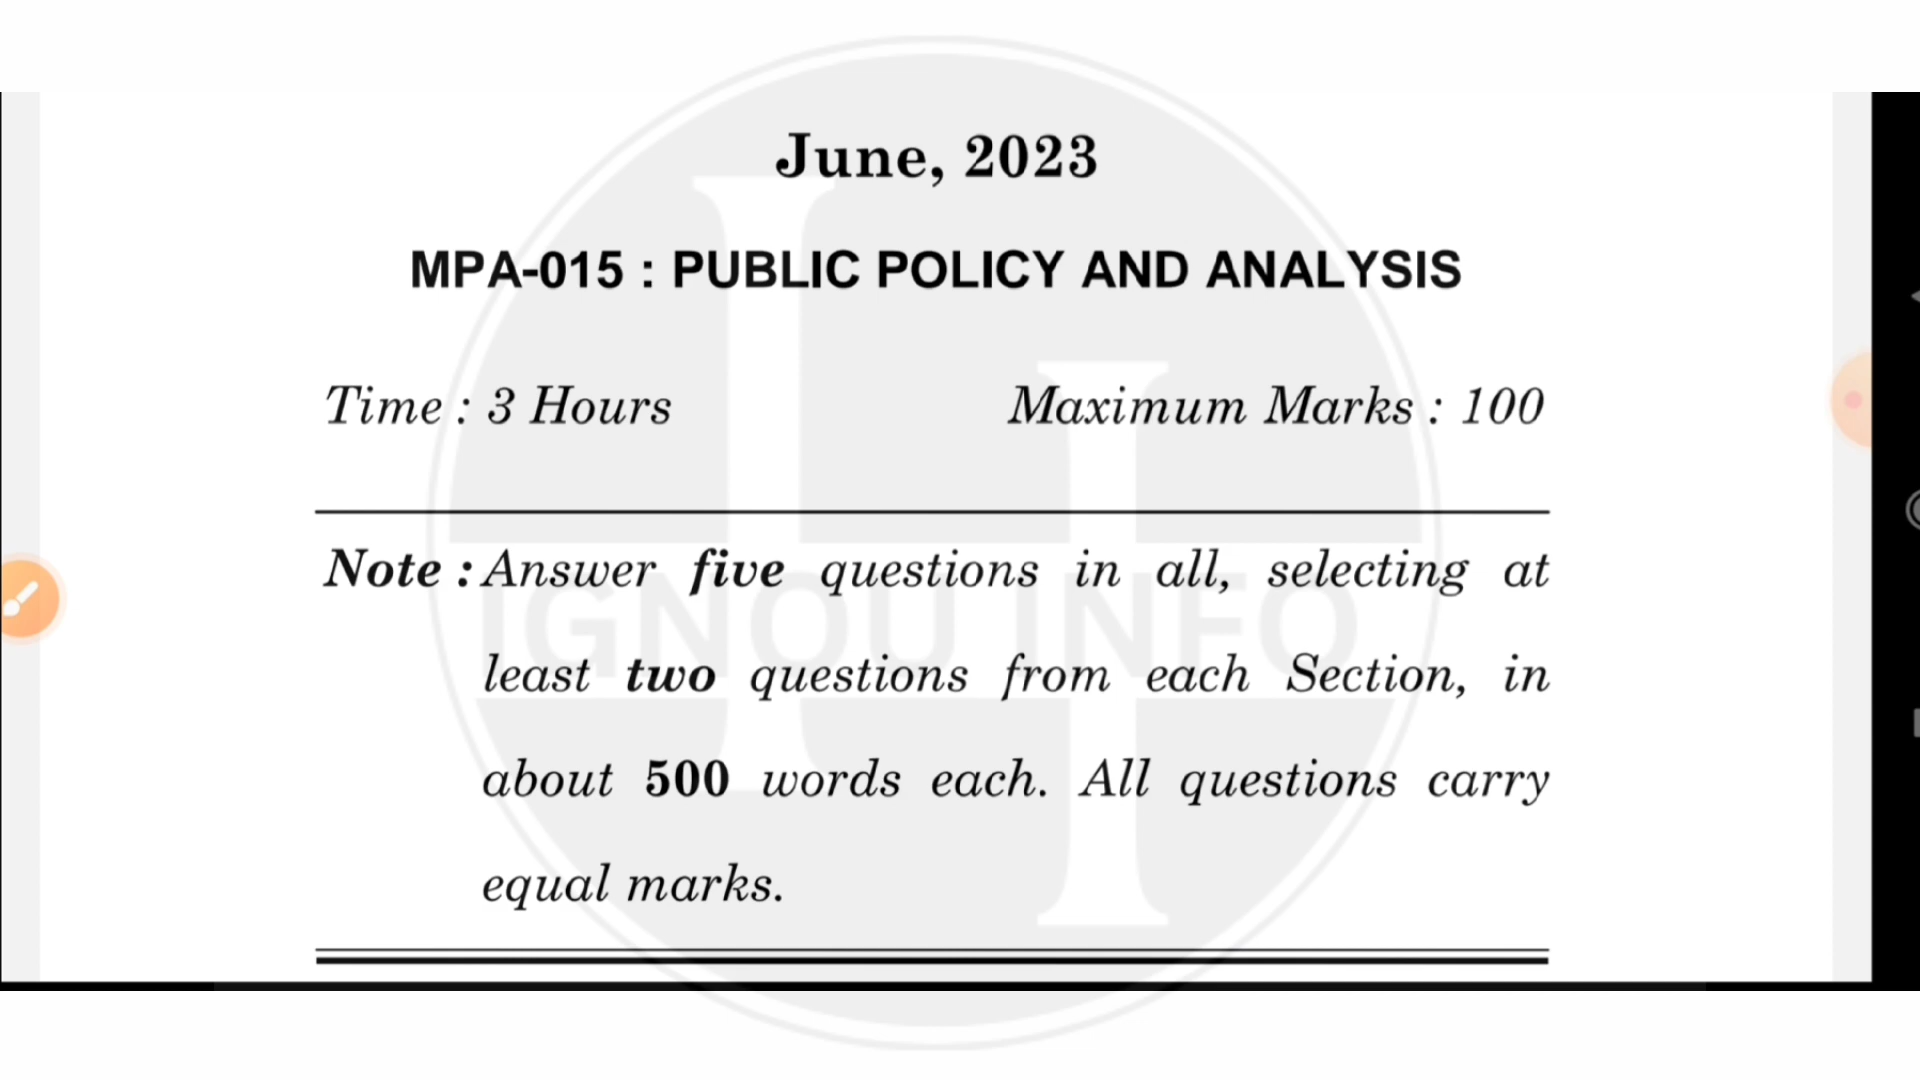 June, 2023
MPA-015 : PUBLIC POLICY AND ANALYSIS
Time : 3 Hours Maximum Marks : 100
Note : Answer five questions in all, selecting at
least two questions from each Section, in
about 500 words each. All questions carry
equal marks.
IGNOU INFO